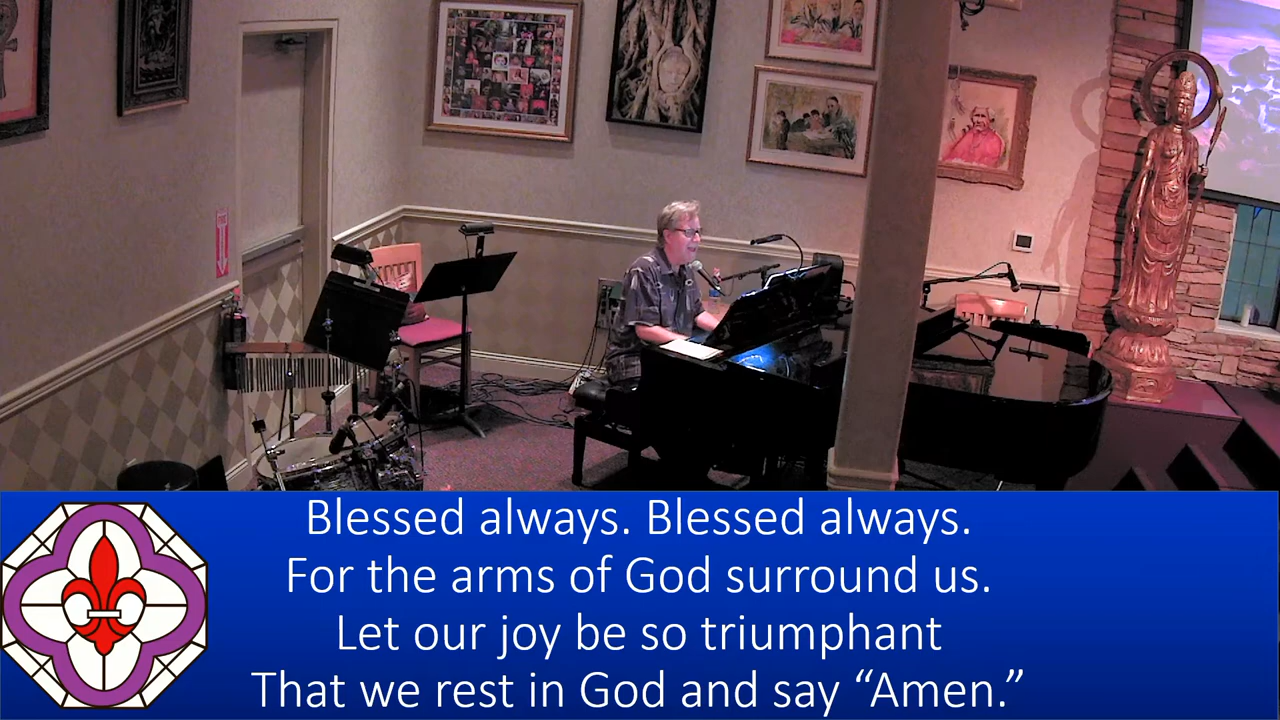 Blessed always. Blessed always.
For the arms of God surround us.
Let our joy be so triumphant
That we rest in God and say “Amen.”